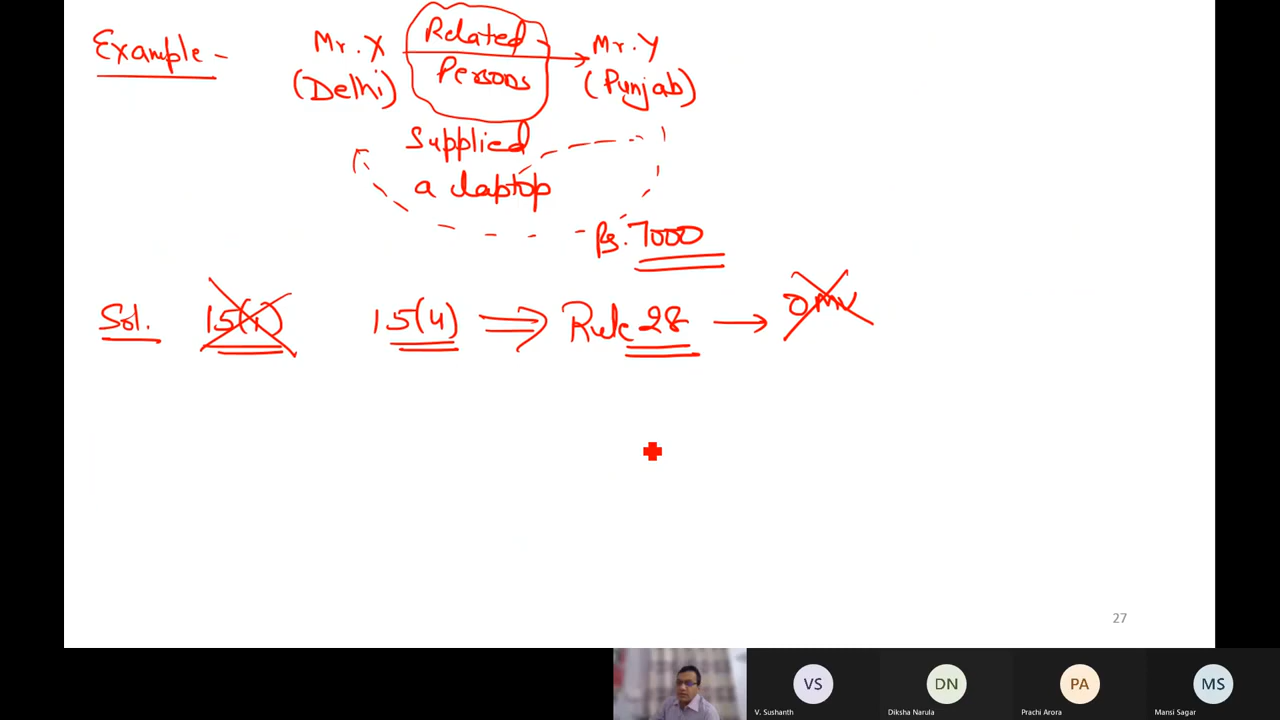 Example - Mr. X Related Mr. Y
(Delhi) Persons (Punjab)
Supplied
a laptop
Rs. 7000
Sol. 15(1) 15(4) ⇒ Rule 28 → OMV
27
VS DN PA MS
V. Sushanth Diksha Narula Prachi Arora Mansi Sagar